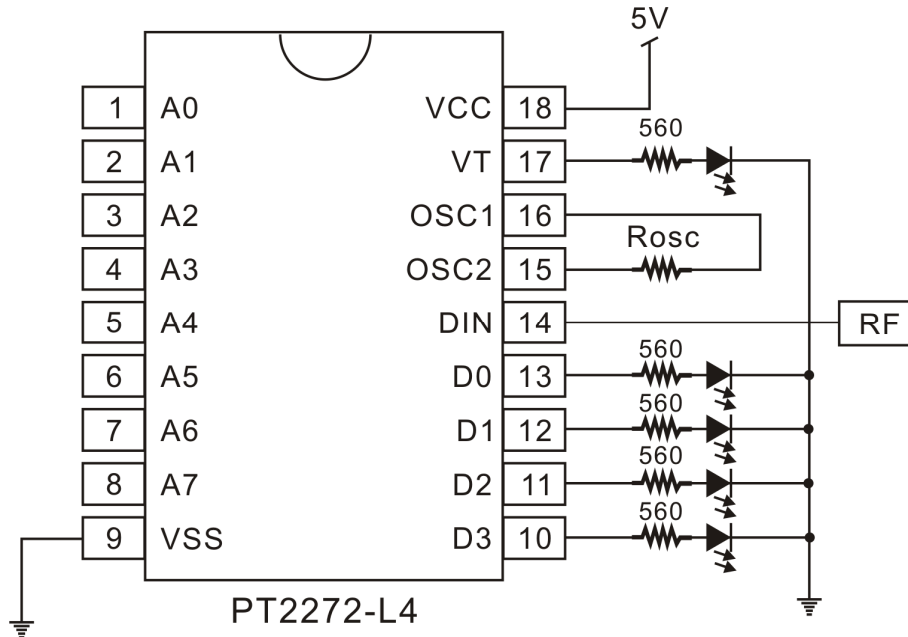 5V
1 A0 VCC 18
560
2 A1 VT 17
3 A2 OSC1 16
Rosc
4 A3 OSC2 15
5 A4 DIN 14 RF
560
6 A5 D0 13
560
7 A6 D1 12
560
8 A7 D2 11
560
9 VSS D3 10
PT2272-L4